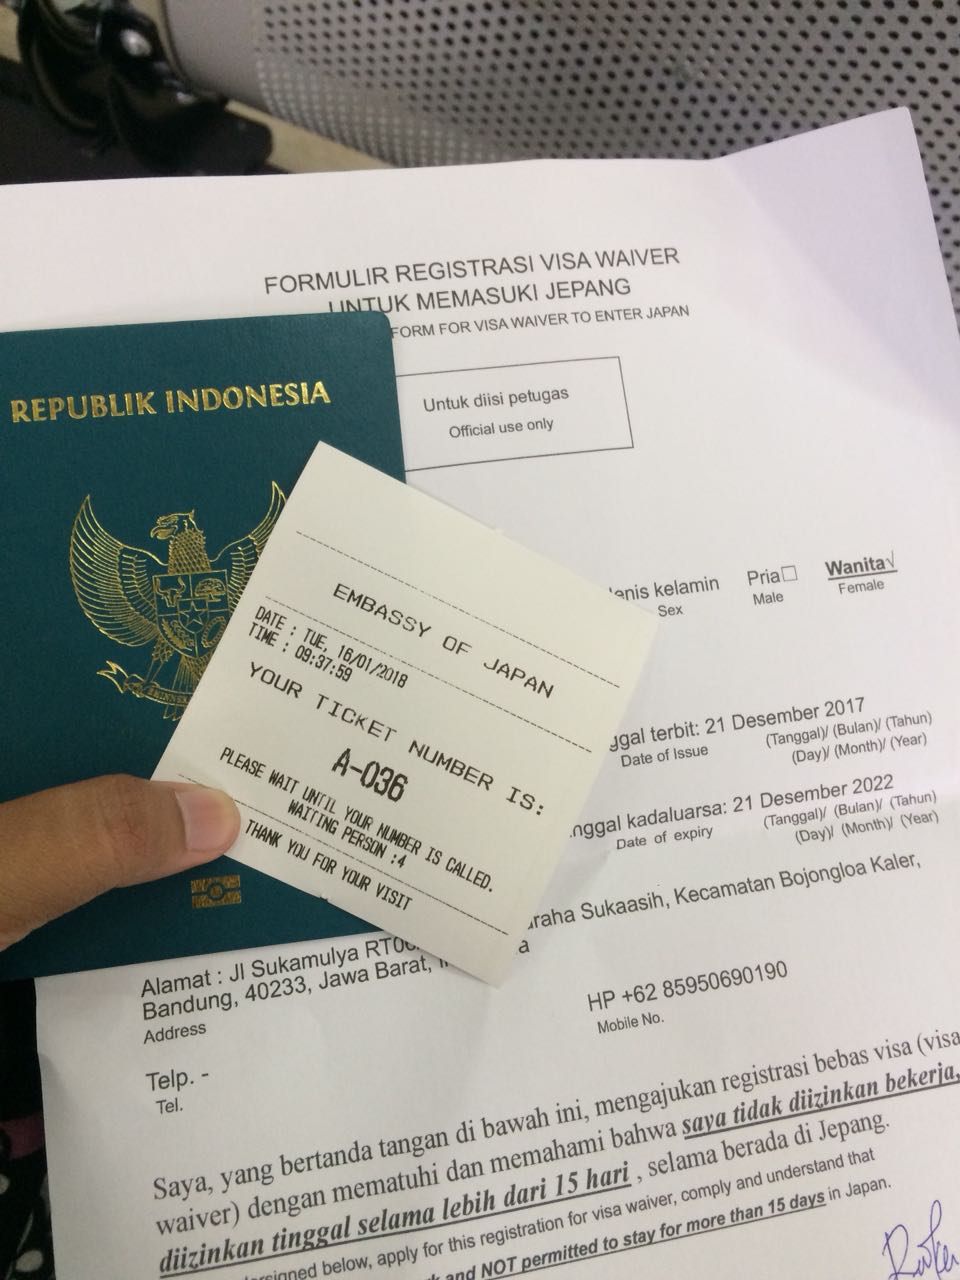 FORMULIR REGISTRASI VISA WAIVER
UNTUK MEMASUKI JEPANG
FORM FOR VISA WAIVER TO ENTER JAPAN
Untuk diisi petugas
Official use only
REPUBLIK INDONESIA
enis kelamin Pria Wanita√
Sex Male Female
EMBASSY OF JAPAN
DATE : TUE, 16/01/2018
TIME : 09:37:59
YOUR TICKET NUMBER IS:
A-036
PLEASE WAIT UNTIL YOUR NUMBER IS CALLED.
WAITING PERSON :4
THANK YOU FOR YOUR VISIT
ggal terbit: 21 Desember 2017
Date of Issue (Tanggal)/ (Bulan)/ (Tahun)
(Day)/ (Month)/ (Year)
nggal kadaluarsa: 21 Desember 2022
Date of expiry (Tanggal)/ (Bulan)/ (Tahun)
(Day)/ (Month)/ (Year)
Alamat : Jl Sukamulya raha Sukaasih, Kecamatan Bojongloa Kaler,
Bandung, 40233, Jawa Barat, a
Address
HP +62 85950690190
Mobile No.
Telp. -
Tel.
Saya, yang bertanda tangan di bawah ini, mengajukan registrasi bebas visa (visa
waiver) dengan mematuhi dan memahami bahwa saya tidak diizinkan bekerja,
diizinkan tinggal selama lebih dari 15 hari , selama berada di Jepang.
dersigned below, apply for this registration for visa waiver, comply and understand that
and NOT permitted to stay for more than 15 days in Japan.